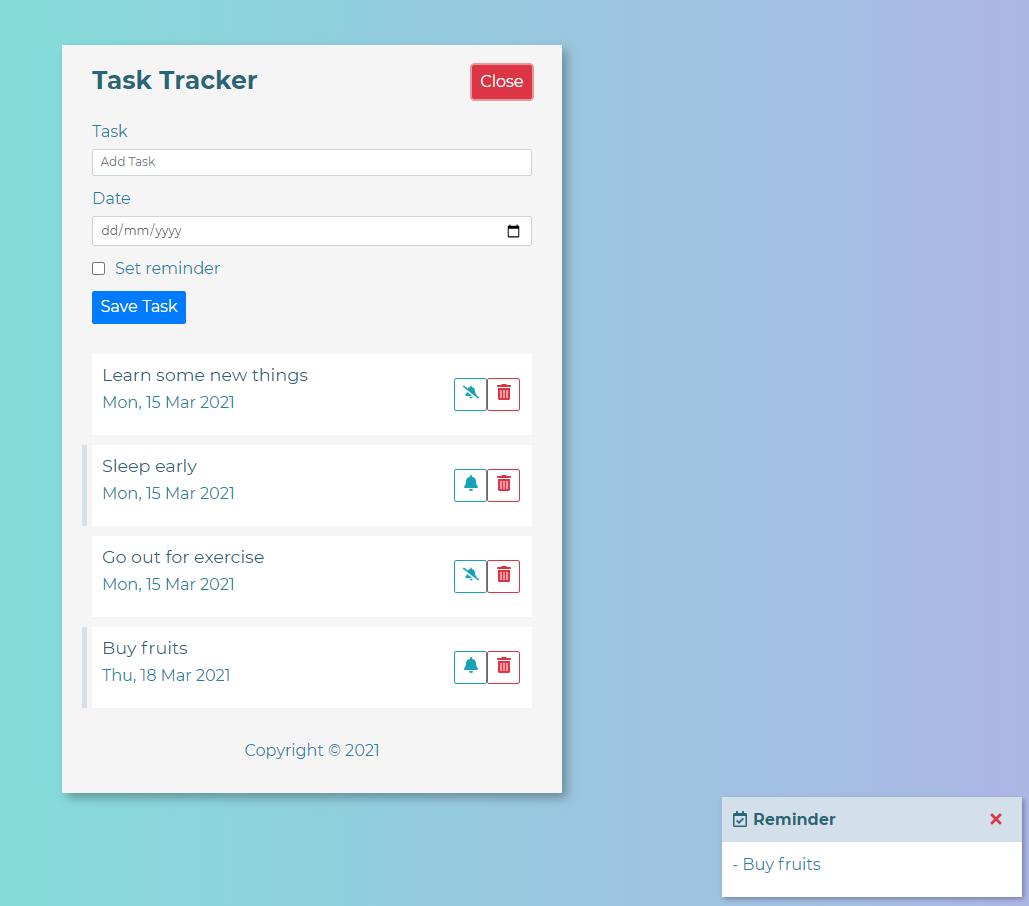 Task Tracker
Close
Task
Add Task
Date
dd/mm/yyyy
Set reminder
Save Task
Learn some new things
Mon, 15 Mar 2021
Sleep early
Mon, 15 Mar 2021
Go out for exercise
Mon, 15 Mar 2021
Buy fruits
Thu, 18 Mar 2021
Copyright © 2021
Reminder
- Buy fruits